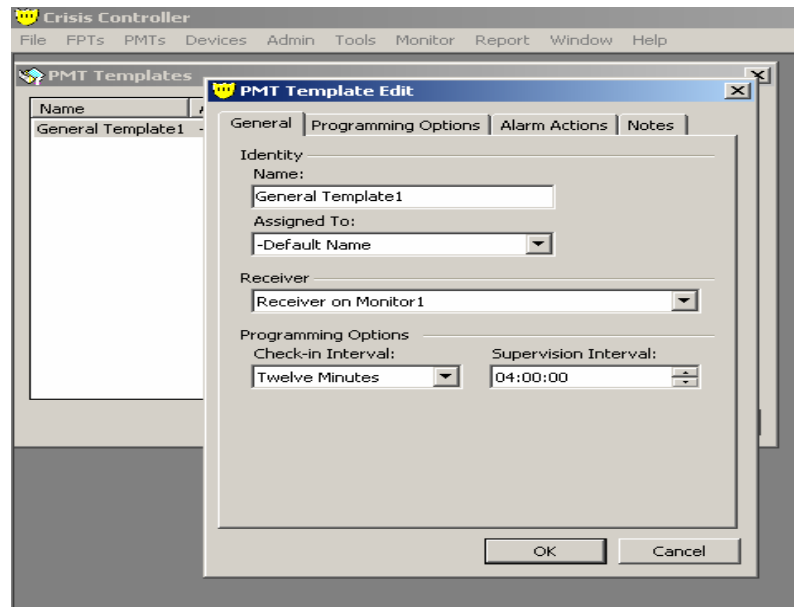 Crisis Controller
File FPTs PMTs Devices Admin Tools Monitor Report Window Help
PMT Templates
Name
General Template1 -
PMT Template Edit
General Programming Options Alarm Actions Notes
Identity
Name:
General Template1
Assigned To:
-Default Name
Receiver
Receiver on Monitor1
Programming Options
Check-in Interval: Supervision Interval:
Twelve Minutes 04:00:00
OK Cancel